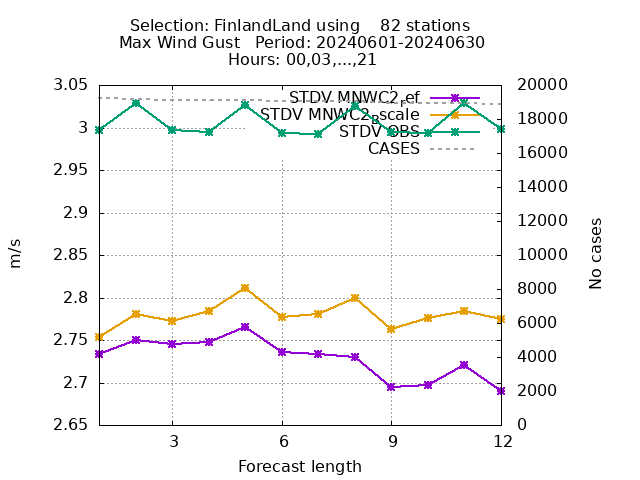 Selection: FinlandLand using    82 stations
Max Wind Gust   Period: 20240601-20240630
Hours: 00,03,...,21
3.05
3
2.95
2.9
2.85
2.8
2.75
2.7
2.65
20000
18000
16000
14000
12000
10000
8000
6000
4000
2000
0
STDV MNWC2_ref
STDV MNWC2_pscale
STDV OBS
CASES
m/s
No cases
3
6
9
12
Forecast length